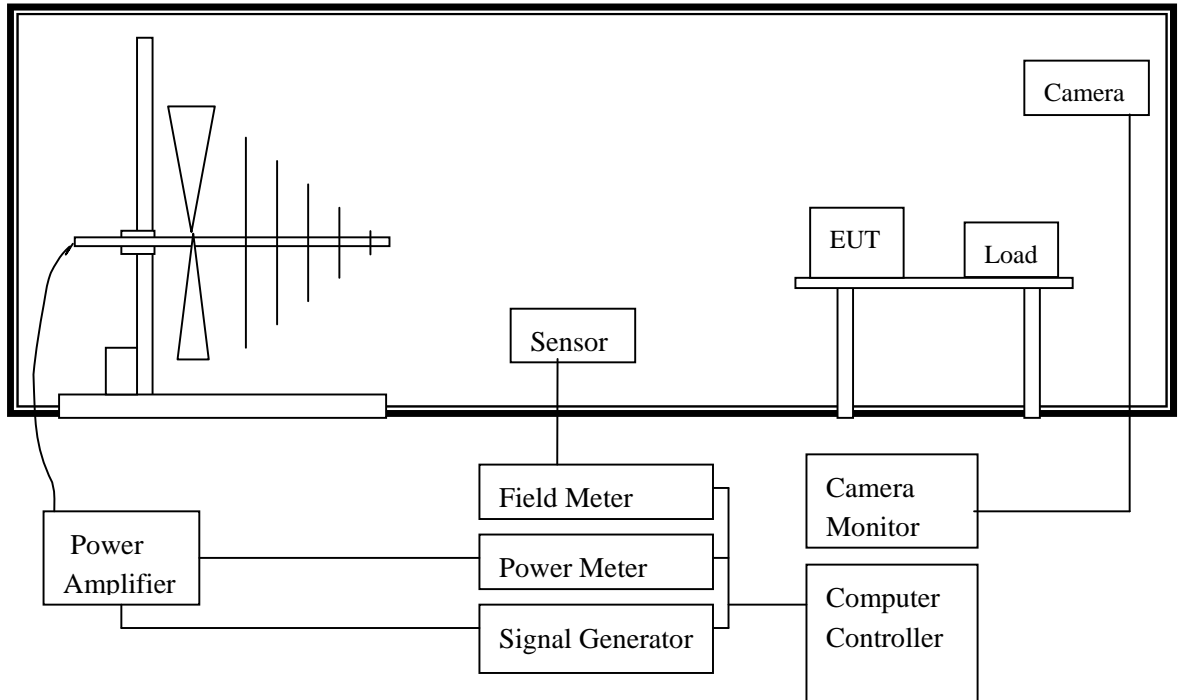 Camera
EUT
Load
Sensor
Field Meter
Camera
Monitor
Power
Amplifier
Power Meter
Computer
Controller
Signal Generator